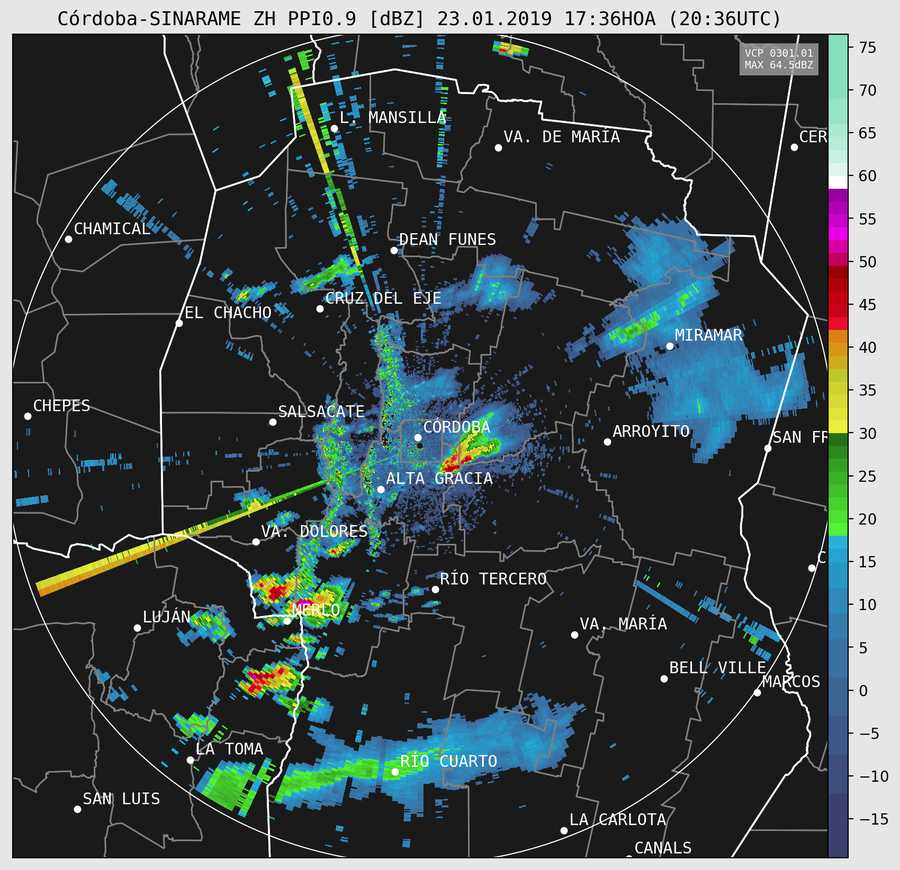 Córdoba-SINARAME ZH PPI0.9 [dBZ] 23.01.2019 17:36HOA (20:36UTC)
VCP 0301.01
MAX 64.5dBZ
75
70
65
60
55
50
45
40
35
30
25
20
15
10
5
0
−5
−10
−15
L. MANSILLA
VA. DE MARÍA
CER
CHAMICAL
DEAN FUNES
CRUZ DEL EJE
EL CHACHO
MIRAMAR
CHEPES
SALSACATE
CÓRDOBA
ARROYITO
SAN FR
ALTA GRACIA
VA. DOLORES
C
RÍO TERCERO
MERLO
LUJÁN
VA. MARÍA
BELL VILLE
MARCOS
LA TOMA
RÍO CUARTO
SAN LUIS
LA CARLOTA
CANALS